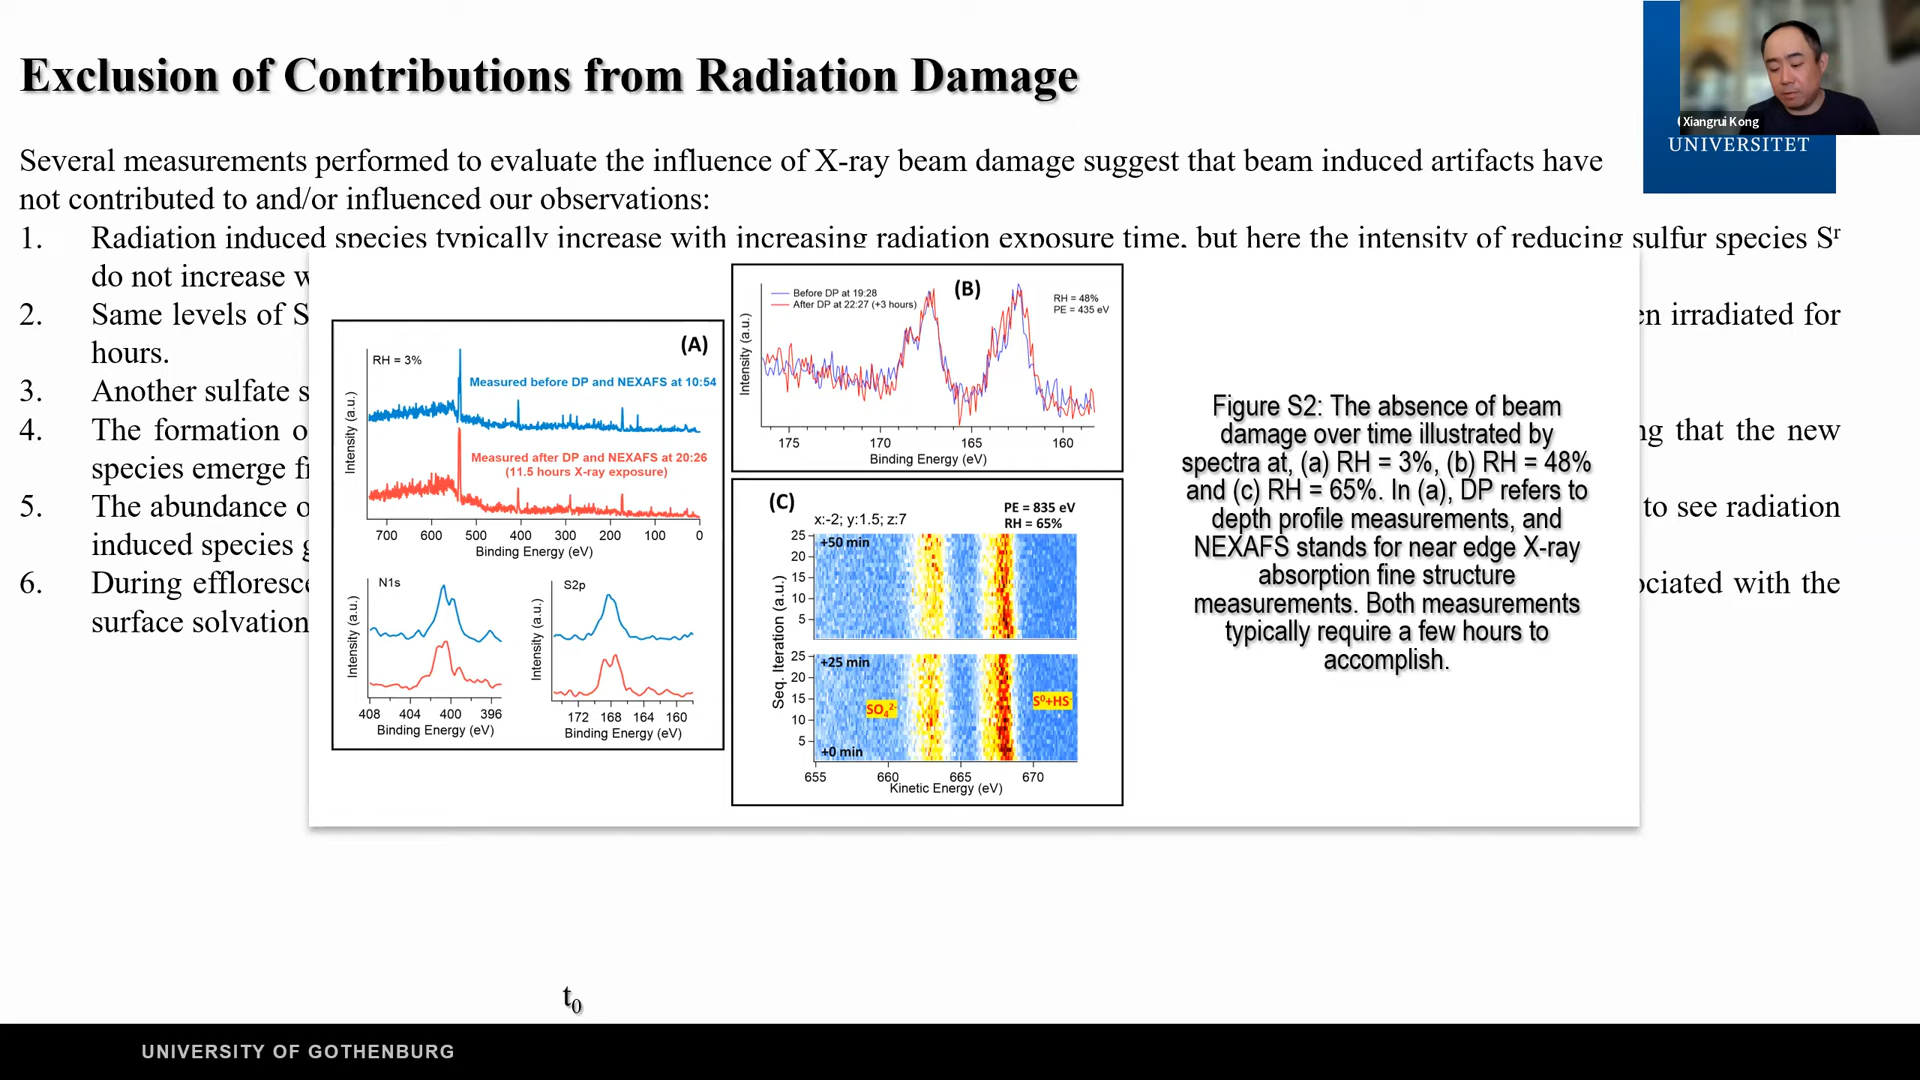 Exclusion of Contributions from Radiation Damage
Xiangrui Kong
UNIVERSITET
Several measurements performed to evaluate the influence of X-ray beam damage suggest that beam induced artifacts have
not contributed to and/or influenced our observations:
1. Radiation induced species typically increase with increasing radiation exposure time, but here the intensity of reducing sulfur species Sʳ
do not increase w
2. Same levels of S
en irradiated for
hours.
3. Another sulfate s
4. The formation o
ng that the new
species emerge f
5. The abundance o
to see radiation
induced species g
6. During effloresce
ociated with the
surface solvation
(A)
RH = 3%
Measured before DP and NEXAFS at 10:54
Measured after DP and NEXAFS at 20:26
(11.5 hours X-ray exposure)
Intensity (a.u.)
700 600 500 400 300 200 100 0
Binding Energy (eV)
N1s
Intensity (a.u.)
408 404 400 396
Binding Energy (eV)
S2p
Intensity (a.u.)
172 168 164 160
Binding Energy (eV)
(B)
Before DP at 19:28
After DP at 22:27 (+3 hours)
RH = 48%
PE = 435 eV
Intensity (a.u.)
175 170 165 160
Binding Energy (eV)
(C)
x:-2; y:1.5; z:7
PE = 835 eV
RH = 65%
Seq. Iteration (a.u.)
25
+50 min
20
15
10
5
25
+25 min
20
15
SO₄²⁻
S⁰+HS⁻
10
5
+0 min
655 660 665 670
Kinetic Energy (eV)
Figure S2: The absence of beam
damage over time illustrated by
spectra at, (a) RH = 3%, (b) RH = 48%
and (c) RH = 65%. In (a), DP refers to
depth profile measurements, and
NEXAFS stands for near edge X-ray
absorption fine structure
measurements. Both measurements
typically require a few hours to
accomplish.
t₀
UNIVERSITY OF GOTHENBURG